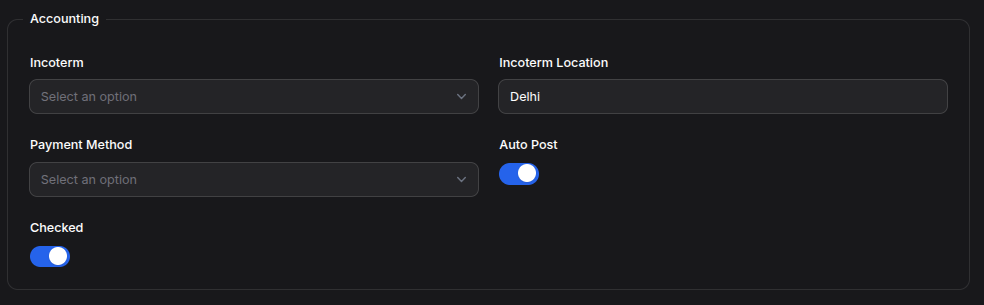 Accounting
Incoterm
Incoterm Location
Select an option
Delhi
Payment Method
Auto Post
Select an option
Checked